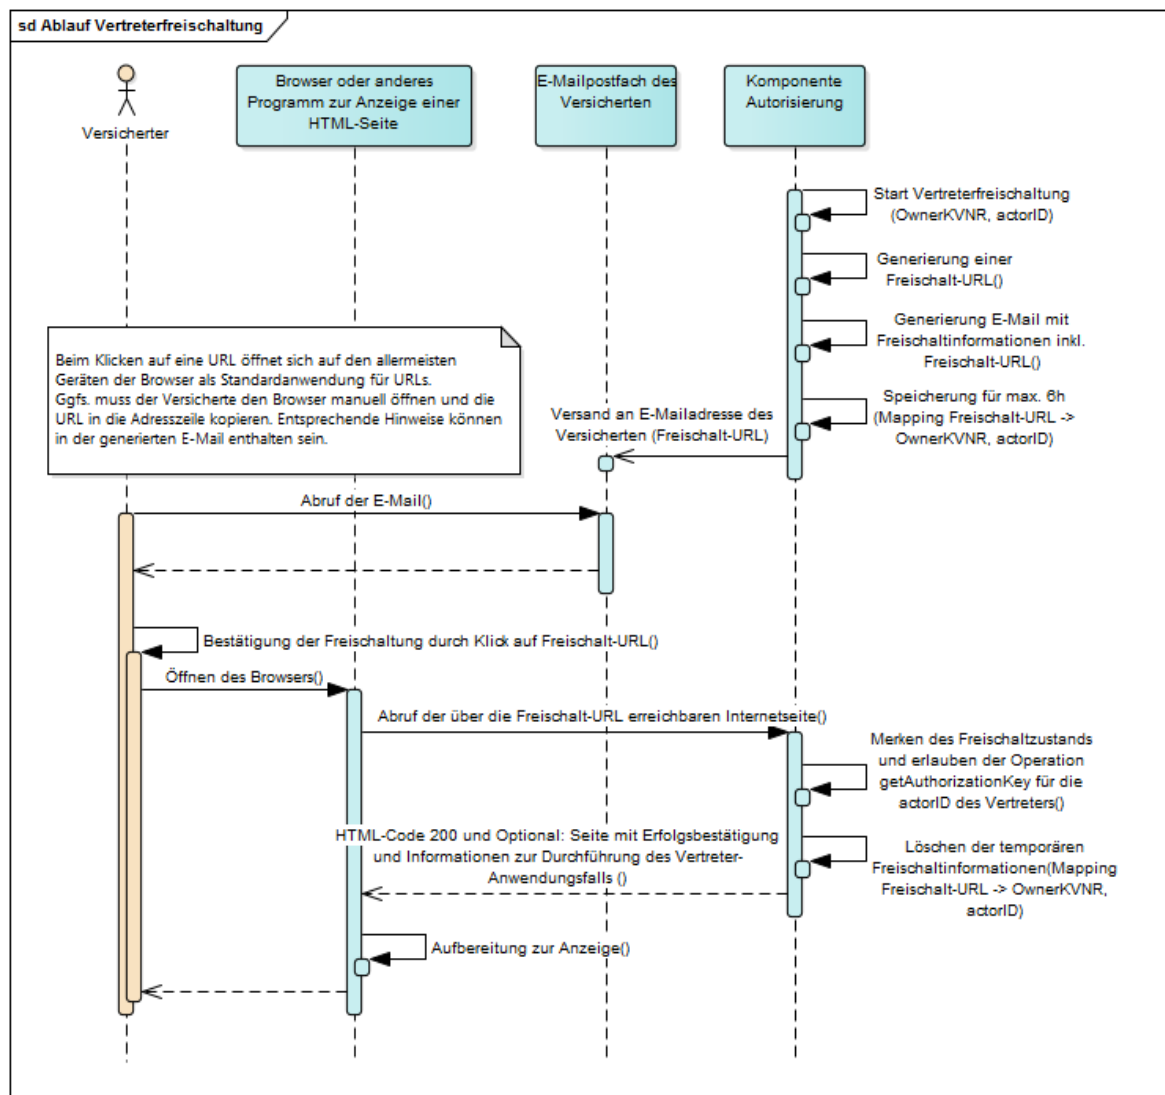 sd Ablauf Vertreterfreischaltung
Versicherter
Browser oder anderes
Programm zur Anzeige einer
HTML-Seite
E-Mailpostfach des
Versicherten
Komponente
Autorisierung
Start Vertreterfreischaltung
(OwnerKVNR, actorID)
Generierung einer
Freischalt-URL()
Generierung E-Mail mit
Freischaltinformationen inkl.
Freischalt-URL()
Beim Klicken auf eine URL öffnet sich auf den allermeisten
Geräten der Browser als Standardanwendung für URLs.
Ggfs. muss der Versicherte den Browser manuell öffnen und die
URL in die Adresszeile kopieren. Entsprechende Hinweise können
in der generierten E-Mail enthalten sein.
Speicherung für max. 6h
(Mapping Freischalt-URL ->
OwnerKVNR, actorID)
Versand an E-Mailadresse des
Versicherten (Freischalt-URL)
Abruf der E-Mail()
Bestätigung der Freischaltung durch Klick auf Freischalt-URL()
Öffnen des Browsers()
Abruf der über die Freischalt-URL erreichbaren Internetseite()
Merken des Freischaltzustands
und erlauben der Operation
getAuthorizationKey für die
actorID des Vertreters()
HTML-Code 200 und Optional: Seite mit Erfolgsbestätigung
und Informationen zur Durchführung des Vertreter-
Anwendungsfalls ()
Löschen der temporären
Freischaltinformationen(Mapping
Freischalt-URL -> OwnerKVNR,
actorID)
Aufbereitung zur Anzeige()